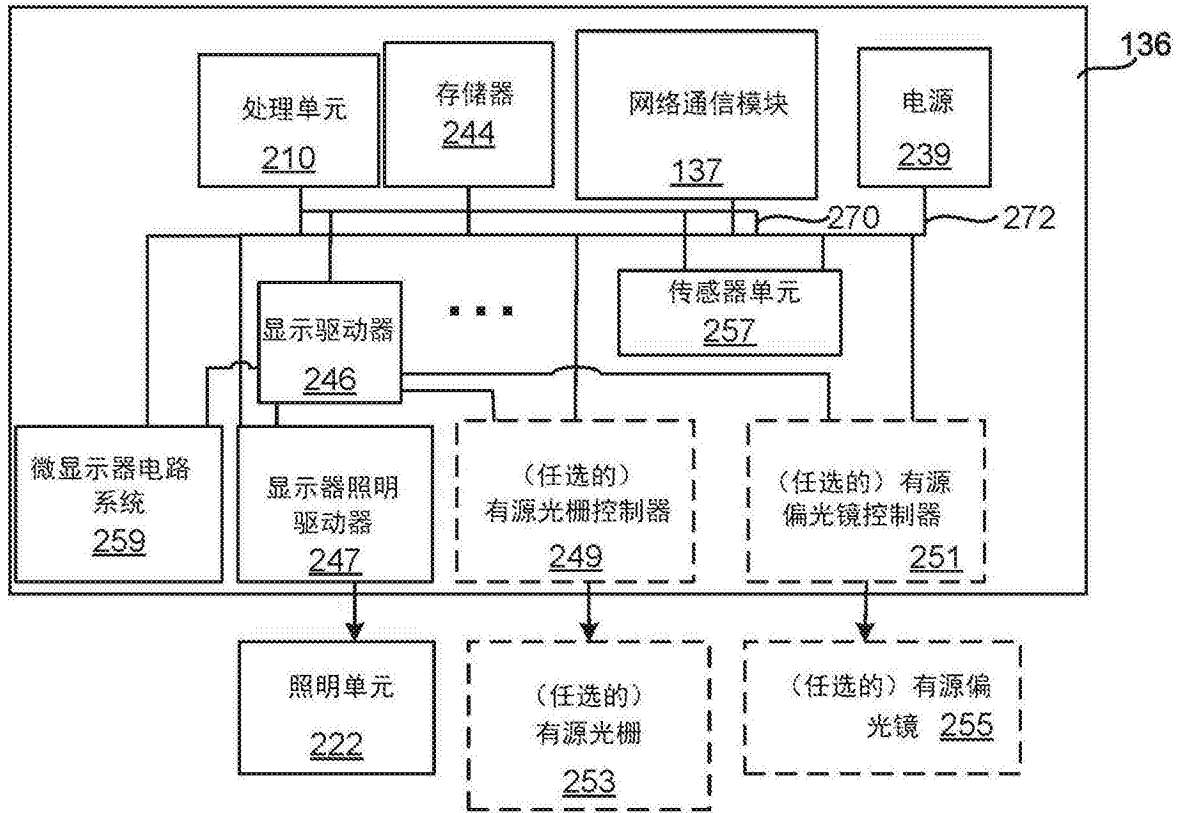 136
处理单元
210
存储器
244
网络通信模块
137
电源
239
270
272
显示驱动器
246
传感器单元
257
微显示器电路
系统
259
显示器照明
驱动器
247
（任选的）
有源光栅控制器
249
（任选的）有源
偏光镜控制器
251
照明单元
222
（任选的）
有源光栅
253
（任选的）有源偏
光镜 255